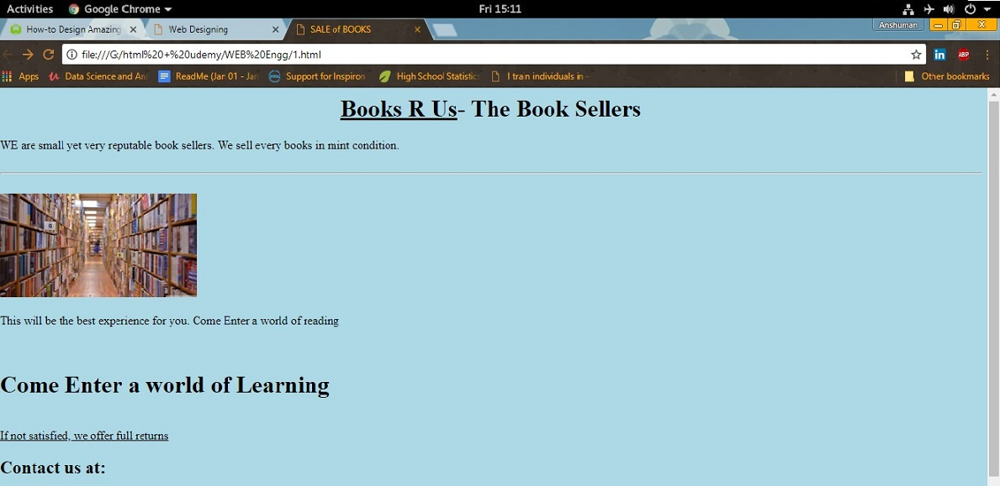 Activities Google Chrome Fri 15:11
How-to Design Amazing Web Designing SALE of BOOKS Anshuman
file:///G:/html%20+%20udemy/WEB%20Engg/1.html in ABP
Apps Data Science and An ReadMe (Jan 01 - Jan Support for Inspiron High School Statistics I train individuals in - Other bookmarks
Books R Us- The Book Sellers
WE are small yet very reputable book sellers. We sell every books in mint condition.
This will be the best experience for you. Come Enter a world of reading
Come Enter a world of Learning
If not satisfied, we offer full returns
Contact us at: